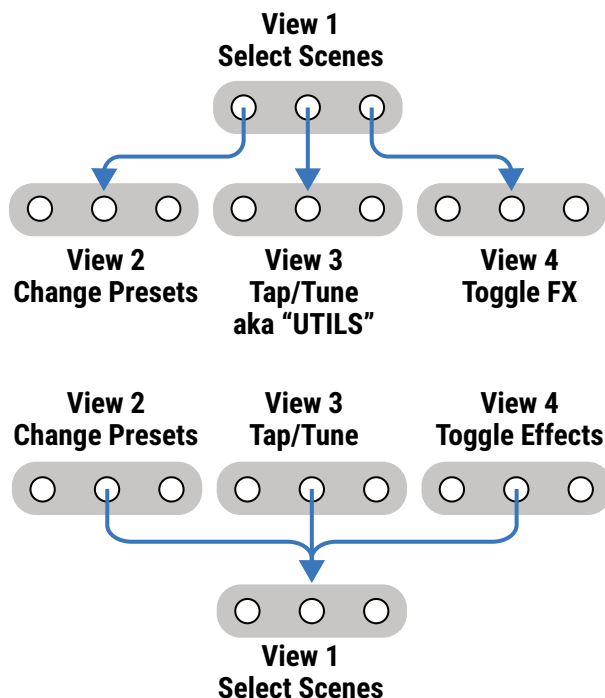 View 1
Select Scenes
View 2
Change Presets
View 3
Tap/Tune
aka “UTILS”
View 4
Toggle FX
View 2
Change Presets
View 3
Tap/Tune
View 4
Toggle Effects
View 1
Select Scenes